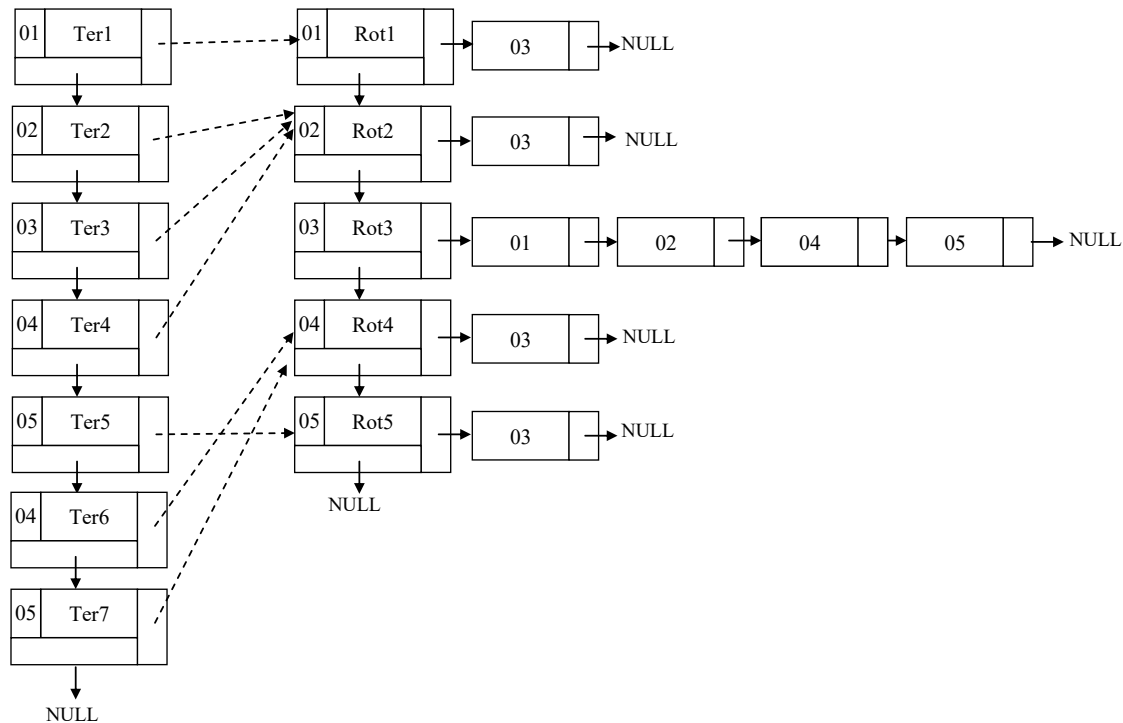 01 Ter1 01 Rot1 03 NULL
02 Ter2 02 Rot2 03 NULL
03 Ter3 03 Rot3 01 02 04 05 NULL
04 Ter4 04 Rot4 03 NULL
05 Ter5 05 Rot5 03 NULL
04 Ter6 NULL
05 Ter7
NULL